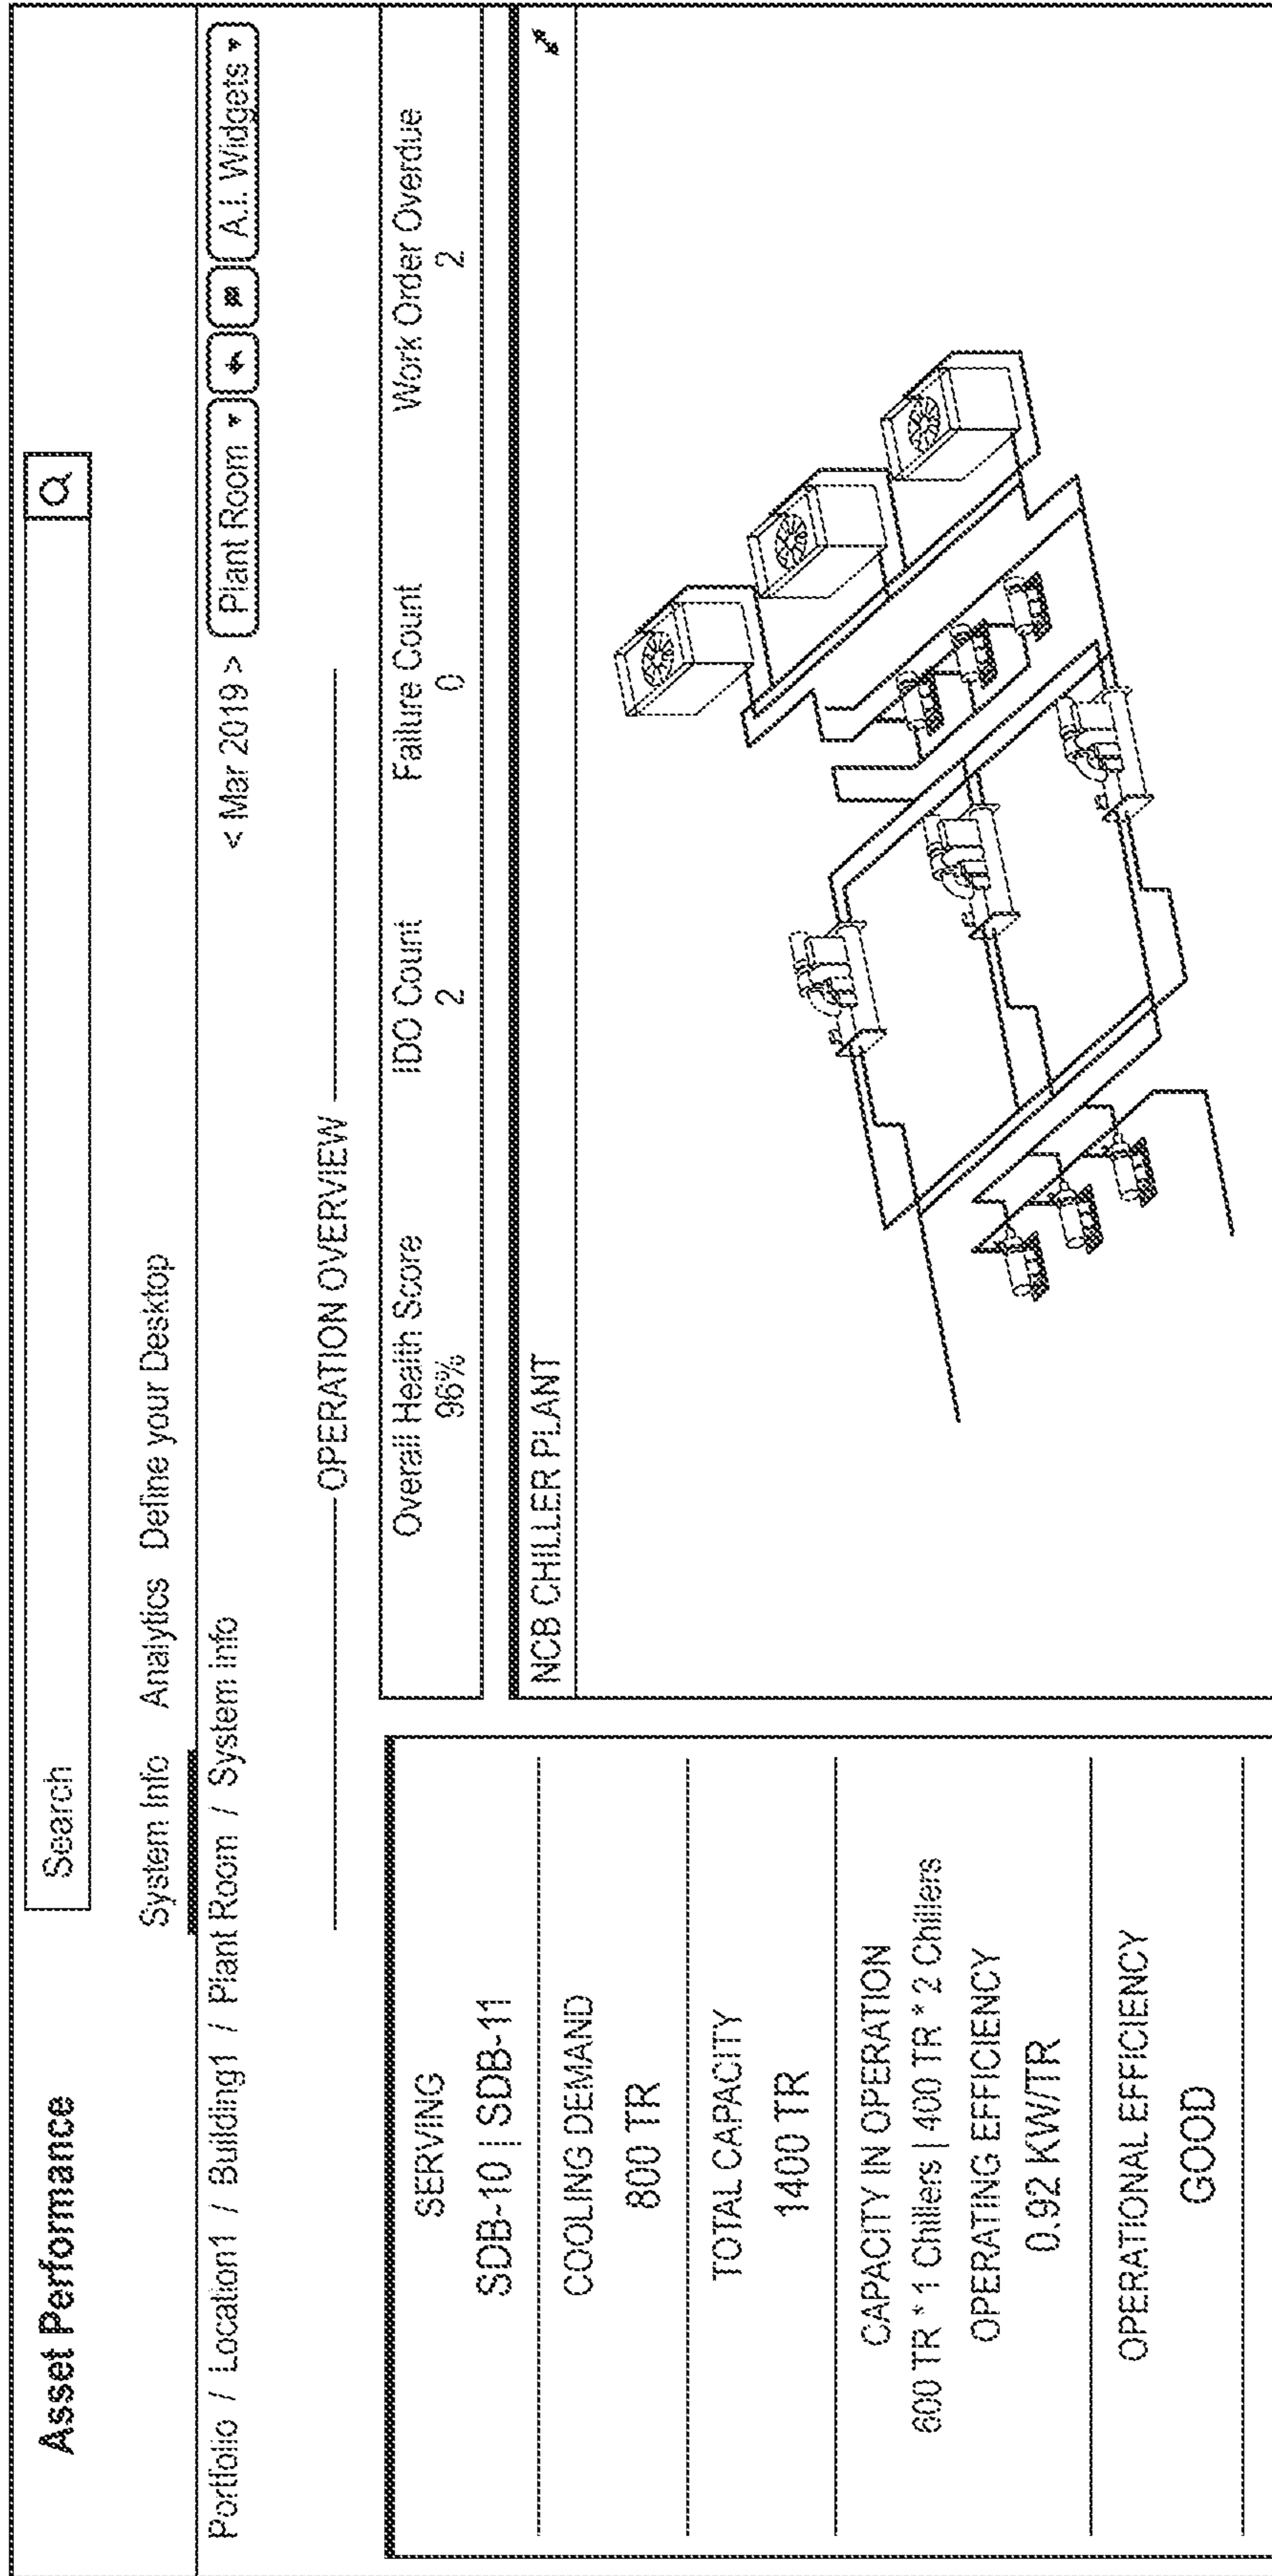 Asset Performance
Search
System Info Analytics Define your Desktop
Portfolio / Location1 / Building1 / Plant Room / System info
< Mar 2019 > Plant Room A.I. Widgets
OPERATION OVERVIEW
SERVING
SDB-10 | SDB-11
COOLING DEMAND
800 TR
TOTAL CAPACITY
1400 TR
CAPACITY IN OPERATION
600 TR * 1 Chillers | 400 TR * 2 Chillers
OPERATING EFFICIENCY
0.92 KW/TR
OPERATIONAL EFFICIENCY
GOOD
Overall Health Score
96%
IDO Count
2
Failure Count
0
Work Order Overdue
2
NCB CHILLER PLANT